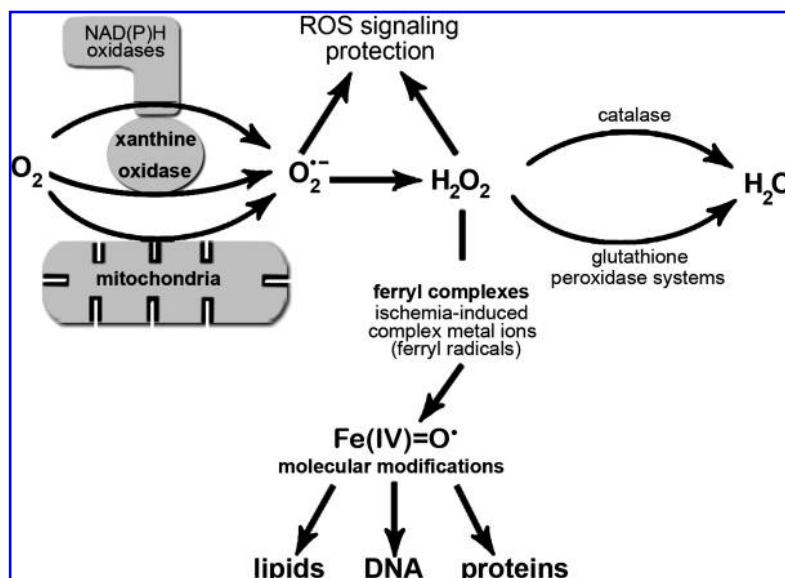 NAD(P)H
oxidases
ROS signaling
protection
xanthine
oxidase
O₂
O₂•−
H₂O₂
catalase
H₂C
glutathione
peroxidase systems
mitochondria
ferryl complexes
ischemia-induced
complex metal ions
(ferryl radicals)
Fe(IV)=O•
molecular modifications
lipids DNA proteins